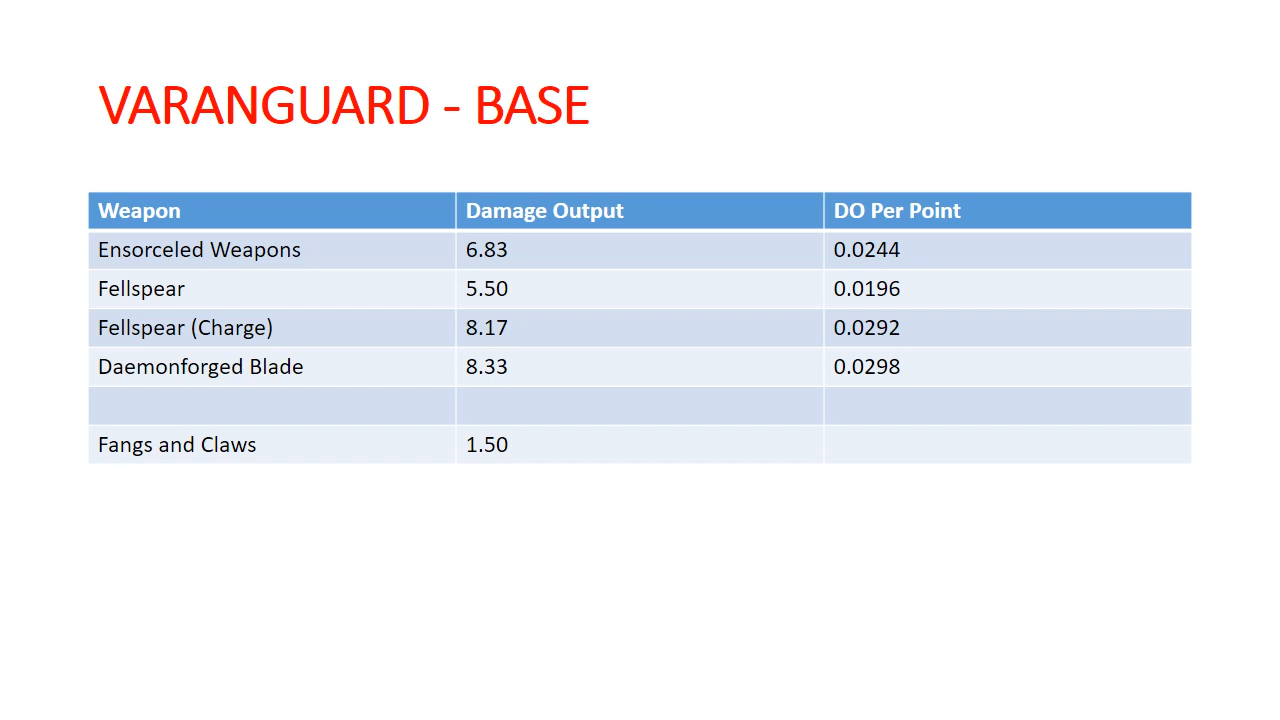 VARANGUARD - BASE
Weapon Damage Output DO Per Point
Ensorceled Weapons 6.83 0.0244
Fellspear 5.50 0.0196
Fellspear (Charge) 8.17 0.0292
Daemonforged Blade 8.33 0.0298
Fangs and Claws 1.50